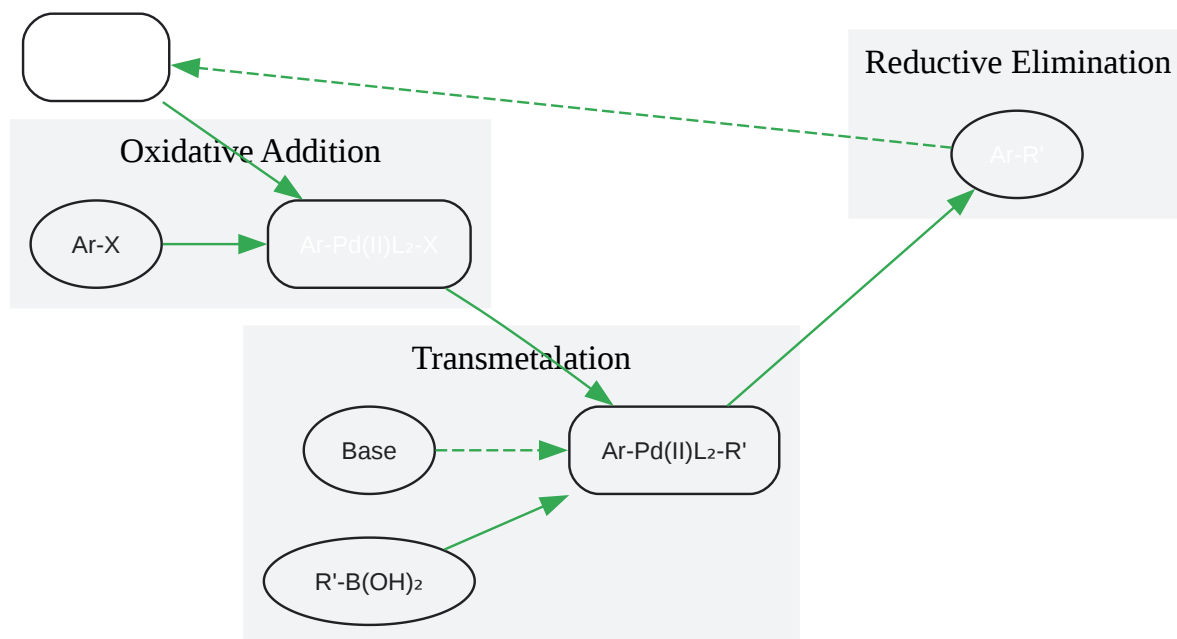 Reductive Elimination
Ar-R'
Oxidative Addition
Ar-X
Ar-Pd(II)L₂-X
Transmetalation
Base
Ar-Pd(II)L₂-R'
R'-B(OH)₂